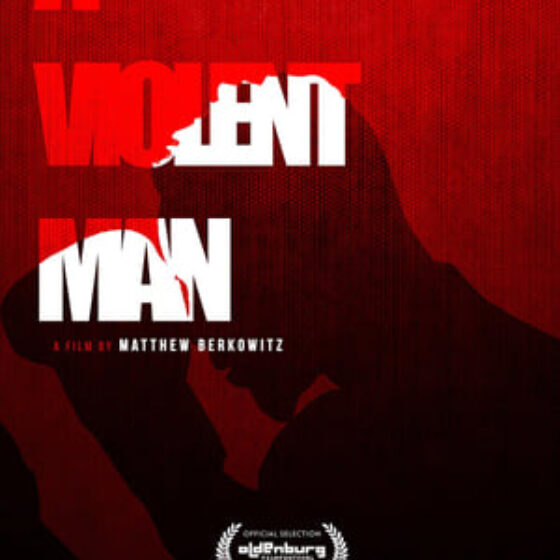 A
VIOLENT
MAN
A FILM BY MATTHEW BERKOWITZ
OFFICIAL SELECTION
oldenburg